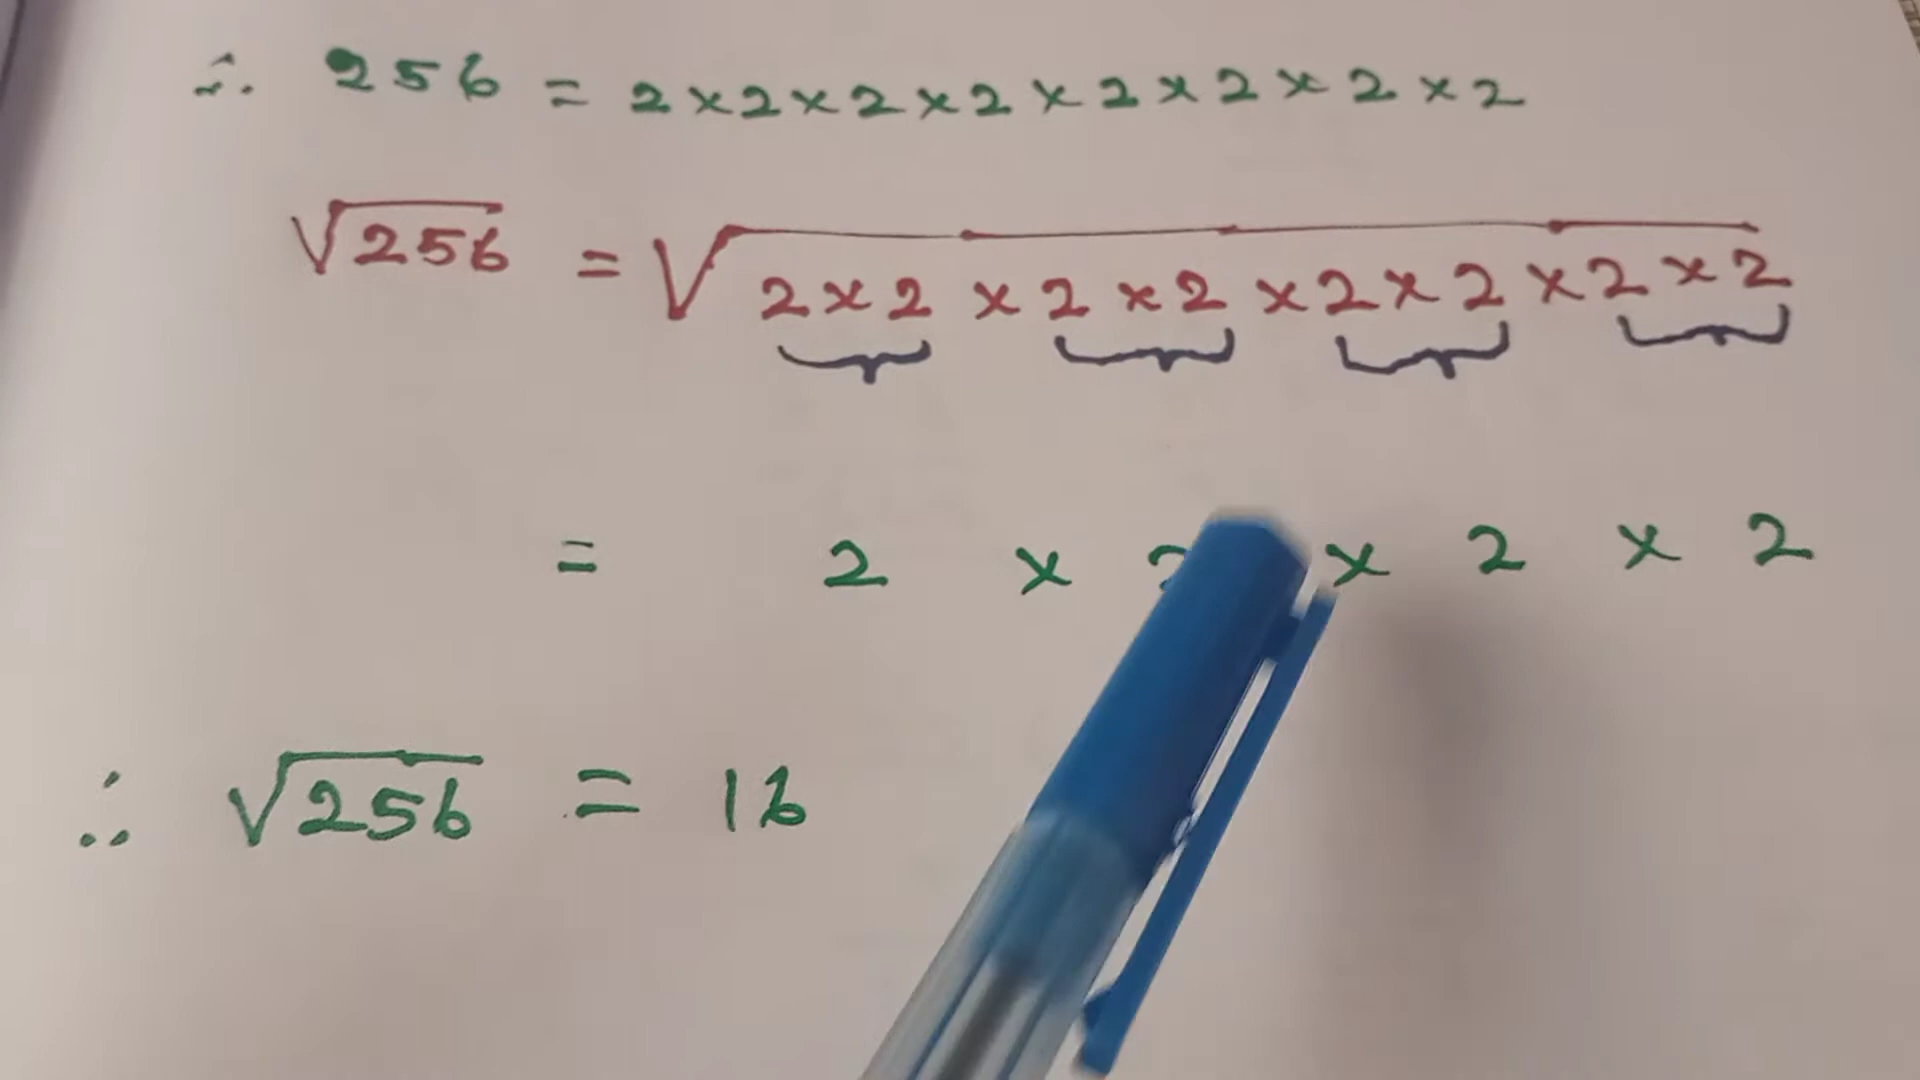 ∴ 256 = 2×2×2×2×2×2×2×2
√256 = √2×2×2×2×2×2×2×2
= 2 × 2 × 2 × 2
∴ √256 = 16